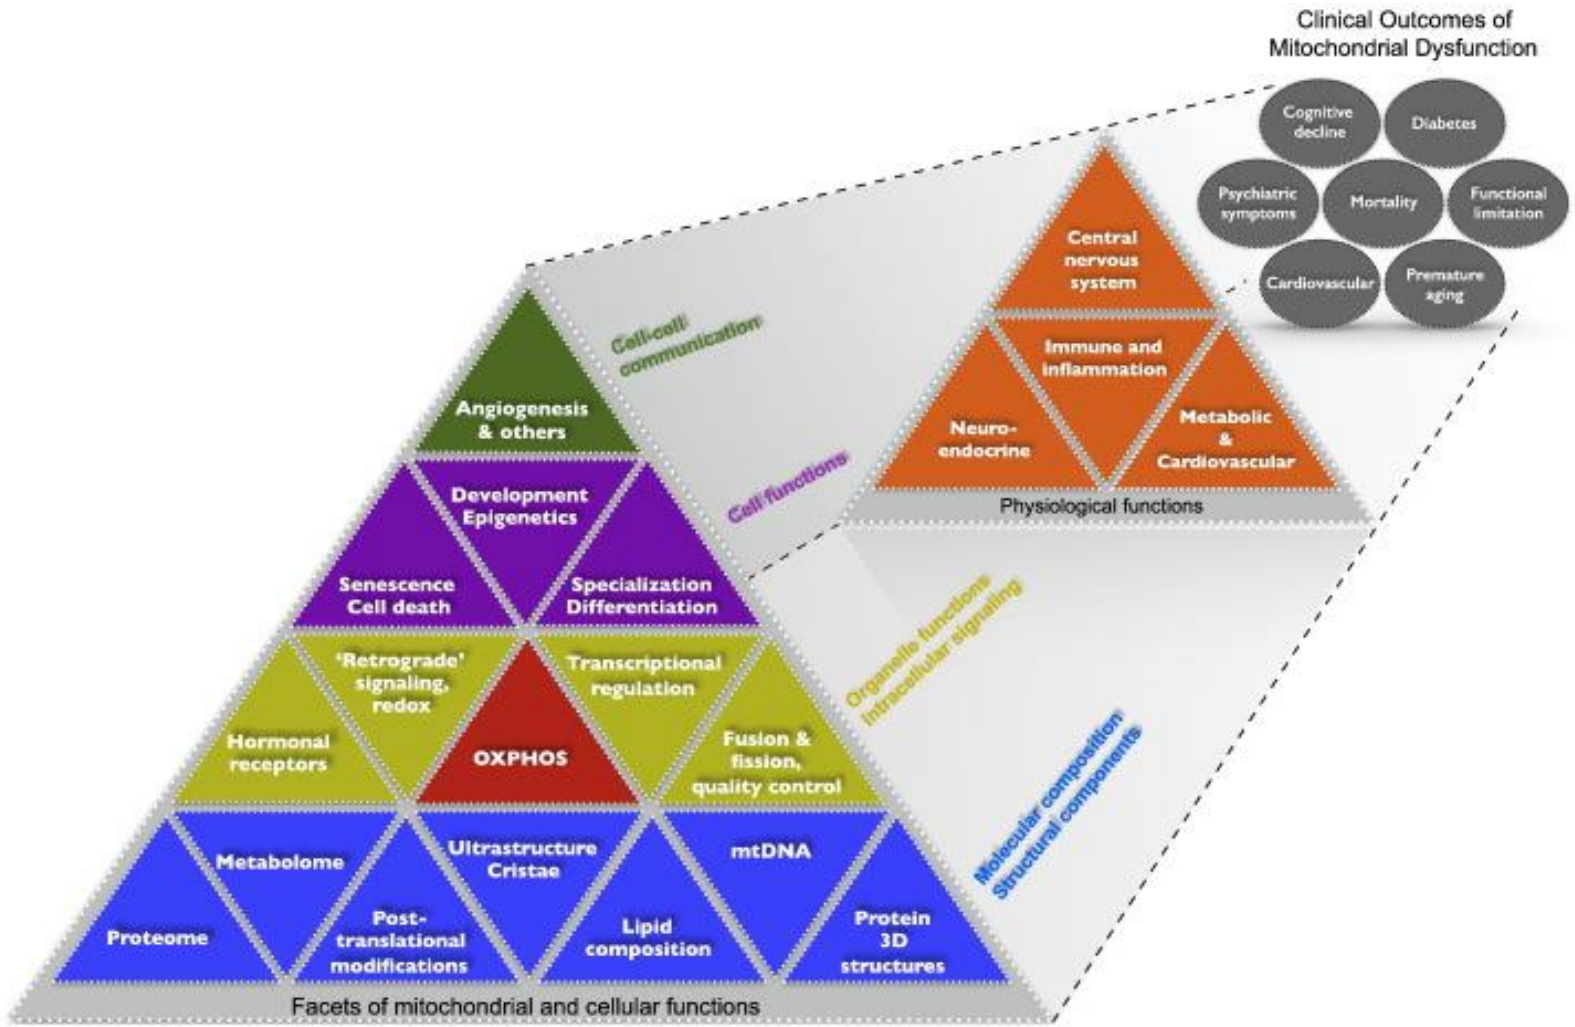 Clinical Outcomes of
Mitochondrial Dysfunction
Cognitive
decline
Diabetes
Psychiatric
symptoms
Mortality
Functional
limitation
Cardiovascular
Premature
aging
Central
nervous
system
Immune and
inflammation
Neuro-
endocrine
Metabolic
&
Cardiovascular
Physiological functions
Cell-cell
communication
Cell functions
Organelle functions
Intracellular signaling
Molecular composition
Structural components
Angiogenesis
& others
Development
Epigenetics
Senescence
Cell death
Specialization
Differentiation
'Retrograde'
signaling,
redox
Transcriptional
regulation
Hormonal
receptors
OXPHOS
Fusion &
fission,
quality control
Metabolome
Ultrastructure
Cristae
mtDNA
Proteome
Post-
translational
modifications
Lipid
composition
Protein
3D
structures
Facets of mitochondrial and cellular functions